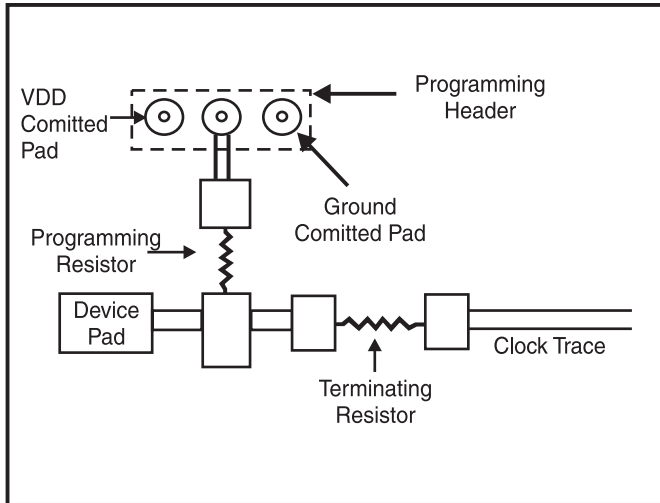 VDD
Comitted
Pad
Programming
Header
Ground
Comitted Pad
Programming
Resistor
Device
Pad
Clock Trace
Terminating
Resistor